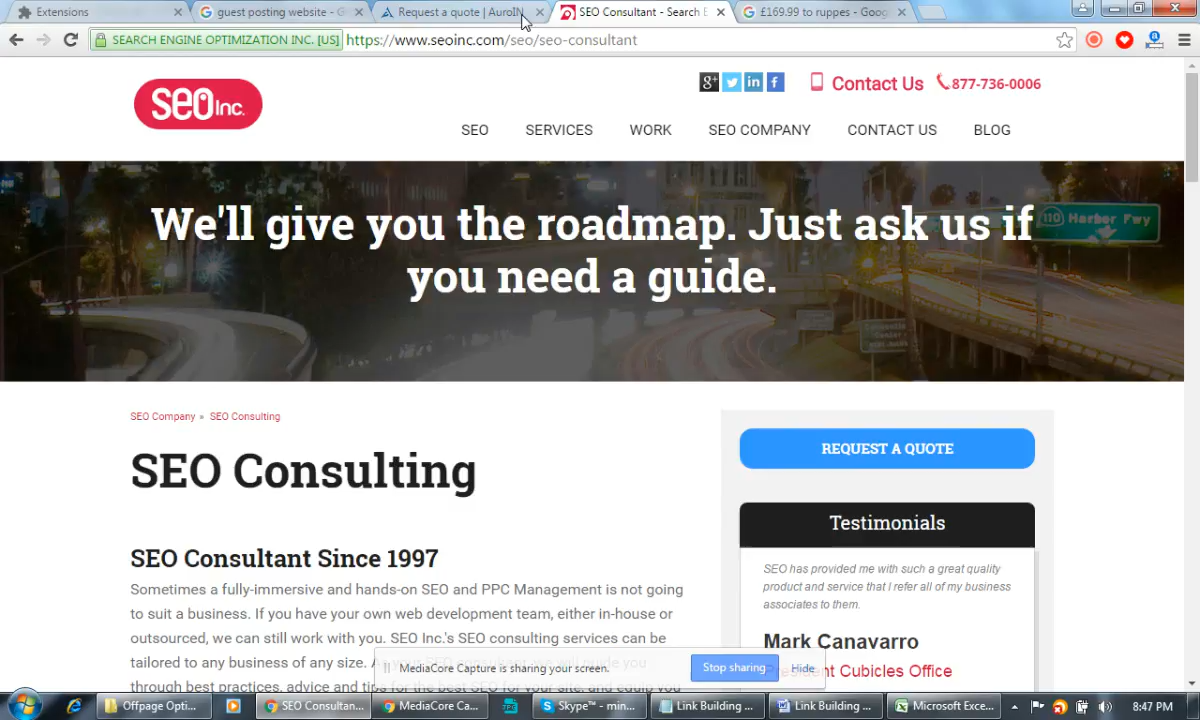 Extensions
guest posting website - G
Request a quote | AuroIN
SEO Consultant - Search E
£169.99 to ruppes - Goog
SEARCH ENGINE OPTIMIZATION INC. [US]
https://www.seoinc.com/seo/seo-consultant
SEO Inc.
Contact Us
877-736-0006
SEO
SERVICES
WORK
SEO COMPANY
CONTACT US
BLOG
110 Harbor Fwy
We'll give you the roadmap. Just ask us if
you need a guide.
SEO Company » SEO Consulting
SEO Consulting
REQUEST A QUOTE
Testimonials
SEO Consultant Since 1997
Sometimes a fully-immersive and hands-on SEO and PPC Management is not going
to suit a business. If you have your own web development team, either in-house or
outsourced, we can still work with you. SEO Inc.'s SEO consulting services can be
tailored to any business of any size.
through best practices, advice and tips for the best SEO for your site, and equip you
SEO has provided me with such a great quality
product and service that I refer all of my business
associates to them.
Mark Canavarro
President Cubicles Office
MediaCore Capture is sharing your screen.
Stop sharing
Hide
Offpage Opti...
SEO Consultan...
MediaCore Ca...
Skype™ - min...
Link Building ...
Link Building ...
Microsoft Exce...
8:47 PM